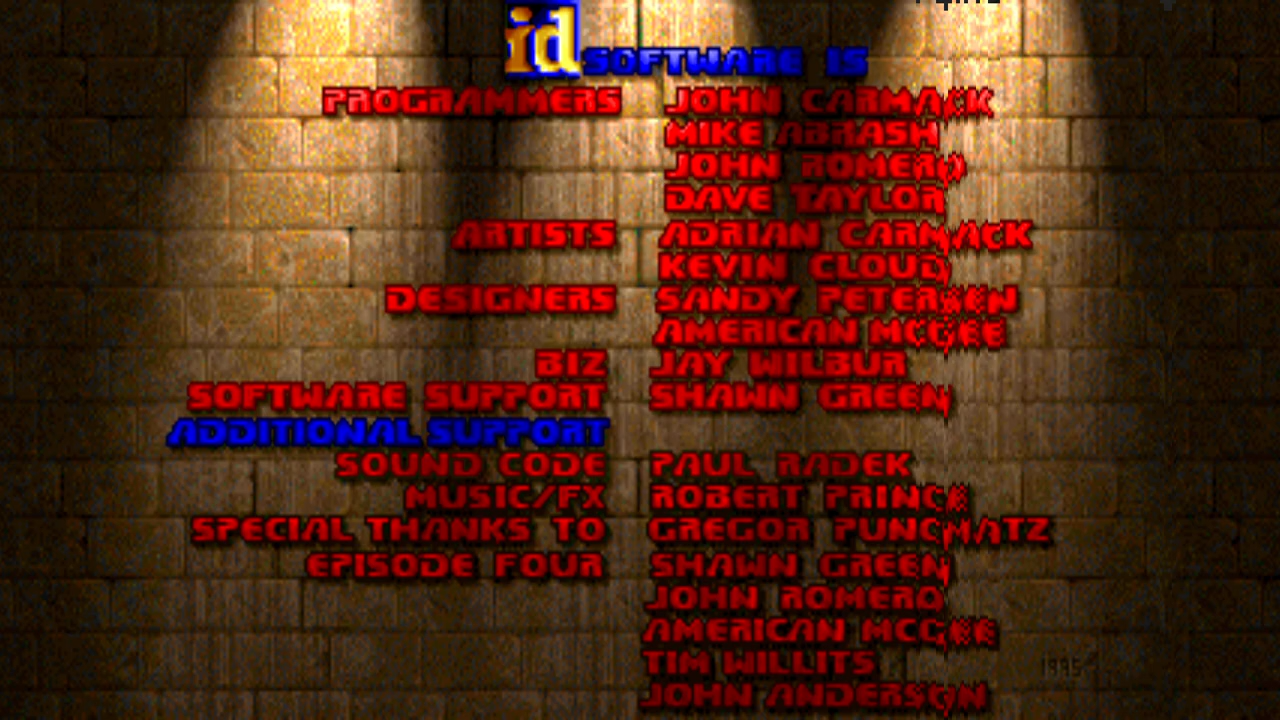 id SOFTWARE IS
PROGRAMMERS JOHN CARMACK
MIKE ABRASH
JOHN ROMERO
DAVE TAYLOR
ARTISTS ADRIAN CARMACK
KEVIN CLOUD
DESIGNERS SANDY PETERSEN
AMERICAN MCGEE
BIZ JAY WILBUR
SOFTWARE SUPPORT SHAWN GREEN
ADDITIONAL SUPPORT
SOUND CODE PAUL RADEK
MUSIC/FX ROBERT PRINCE
SPECIAL THANKS TO GREGOR PUNCHATZ
EPISODE FOUR SHAWN GREEN
JOHN ROMERO
AMERICAN MCGEE
TIM WILLITS
1995
JOHN ANDERSON